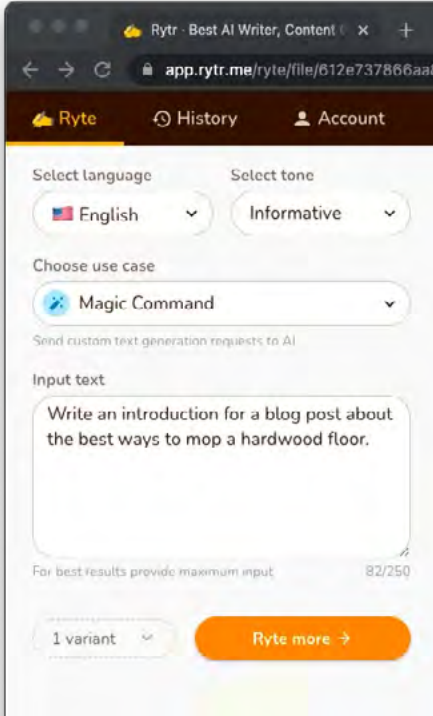 Rytr · Best AI Writer, Content
app.rytr.me/ryte/file/612e737866aa
Ryte History Account
Select language Select tone
English Informative
Choose use case
Magic Command
Send custom text generation requests to AI
Input text
Write an introduction for a blog post about
the best ways to mop a hardwood floor.
For best results provide maximum input 82/250
1 variant Ryte more →